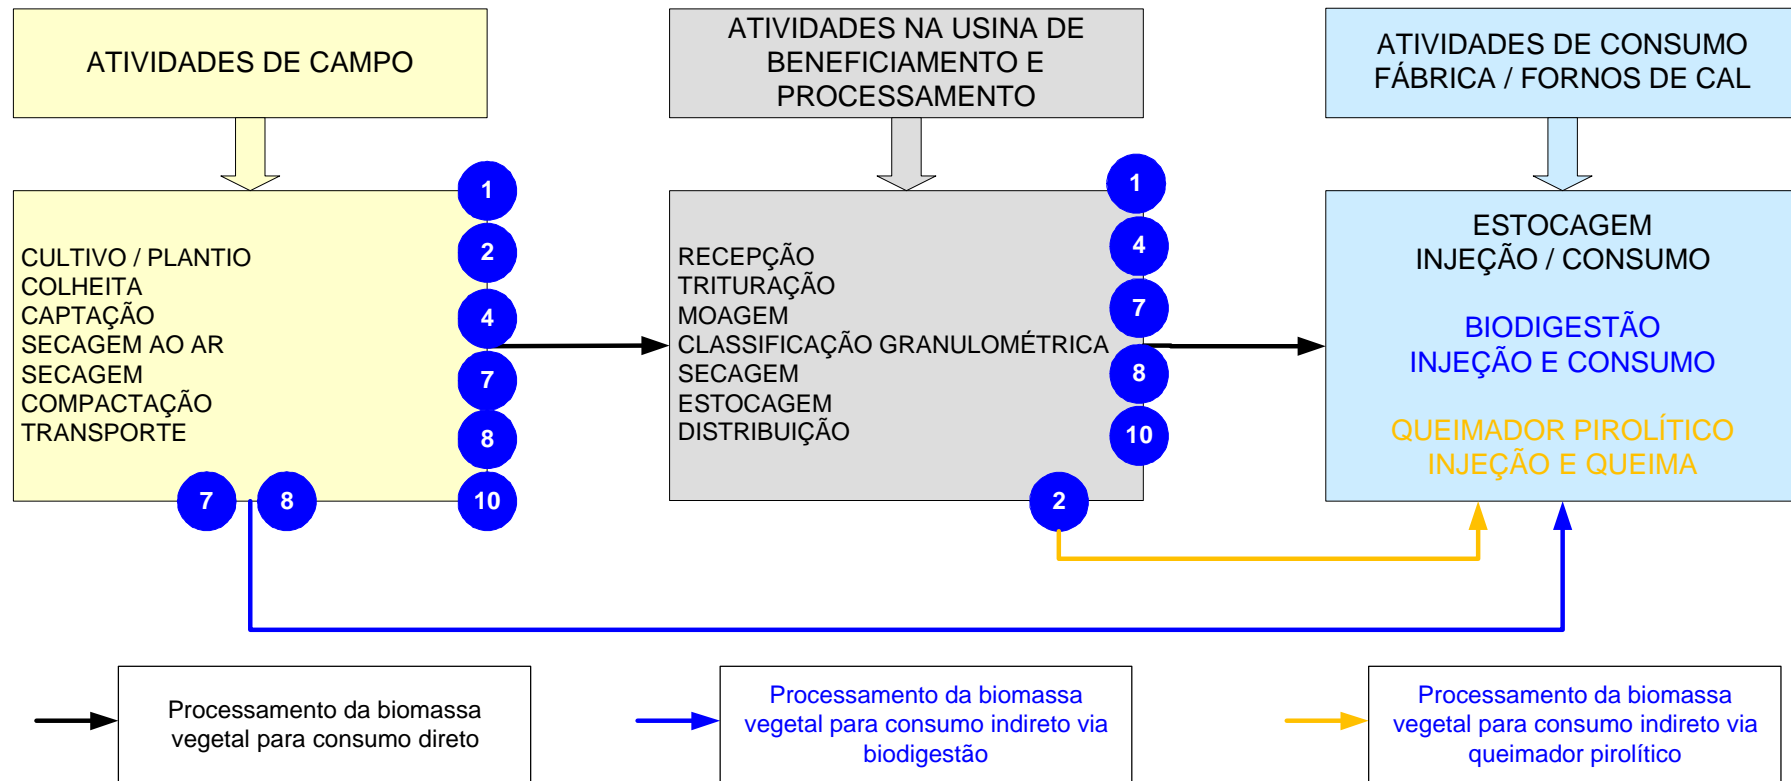 ATIVIDADES DE CAMPO
ATIVIDADES NA USINA DE
BENEFICIAMENTO E
PROCESSAMENTO
ATIVIDADES DE CONSUMO
FÁBRICA / FORNOS DE CAL
CULTIVO / PLANTIO
COLHEITA
CAPTAÇÃO
SECAGEM AO AR
SECAGEM
COMPACTAÇÃO
TRANSPORTE
1
2
4
7
8
10
7
8
RECEPÇÃO
TRITURAÇÃO
MOAGEM
CLASSIFICAÇÃO GRANULOMÉTRICA
SECAGEM
ESTOCAGEM
DISTRIBUIÇÃO
1
4
7
8
10
2
ESTOCAGEM
INJEÇÃO / CONSUMO
BIODIGESTÃO
INJEÇÃO E CONSUMO
QUEIMADOR PIROLÍTICO
INJEÇÃO E QUEIMA
Processamento da biomassa
vegetal para consumo direto
Processamento da biomassa
vegetal para consumo indireto via
biodigestão
Processamento da biomassa
vegetal para consumo indireto via
queimador pirolítico